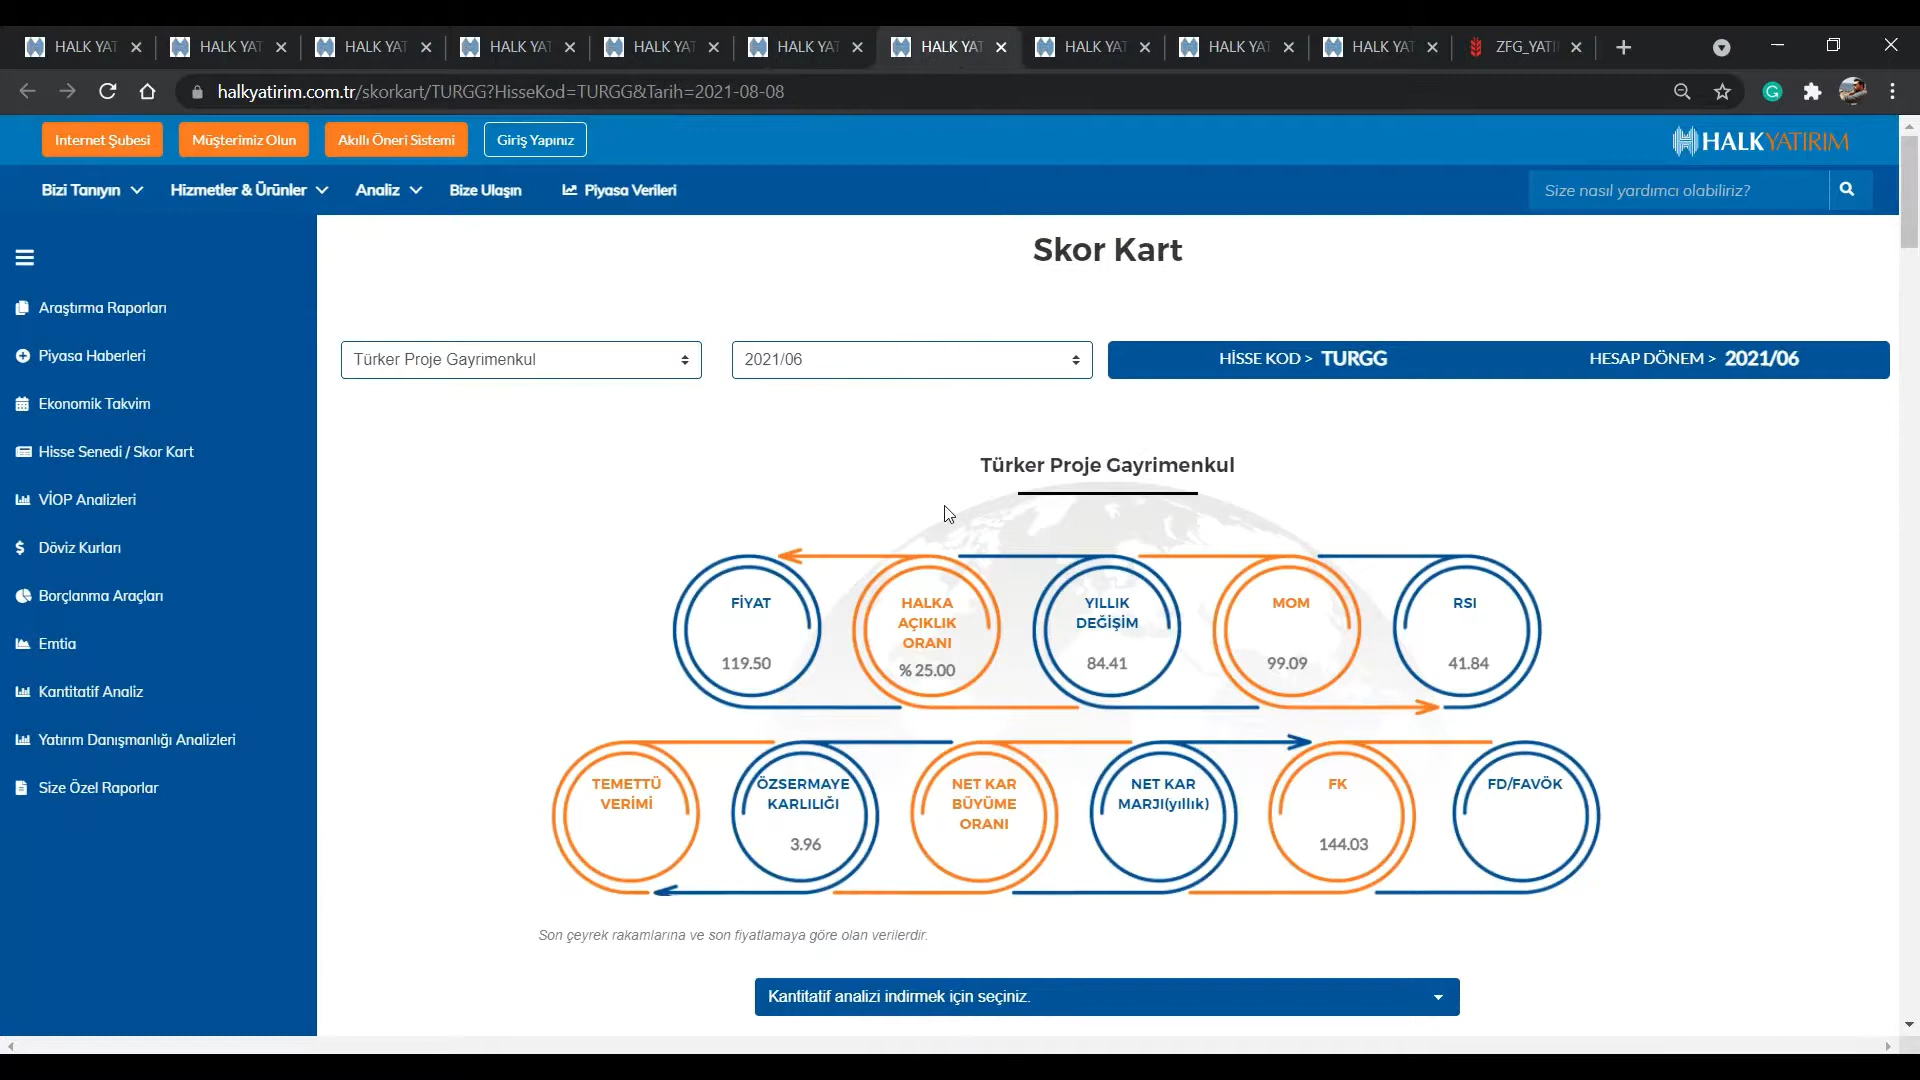 HALK YAT
HALK YAT
HALK YAT
HALK YAT
HALK YAT
HALK YAT
HALK YAT
HALK YAT
HALK YAT
HALK YAT
ZFG_YATI
halkyatirim.com.tr/skorkart/TURGG?HisseKod=TURGG&Tarih=2021-08-08
Internet Şubesi
Müşterimiz Olun
Akıllı Öneri Sistemi
Giriş Yapınız
HALKYATIRIM
Bizi Tanıyın
Hizmetler & Ürünler
Analiz
Bize Ulaşın
Piyasa Verileri
Size nasıl yardımcı olabiliriz?
Araştırma Raporları
Piyasa Haberleri
Ekonomik Takvim
Hisse Senedi / Skor Kart
VİOP Analizleri
Döviz Kurları
Borçlanma Araçları
Emtia
Kantitatif Analiz
Yatırım Danışmanlığı Analizleri
Size Özel Raporlar
Skor Kart
Türker Proje Gayrimenkul
2021/06
HİSSE KOD > TURGG
HESAP DÖNEM > 2021/06
Türker Proje Gayrimenkul
FİYAT
119.50
HALKA
AÇIKLIK
ORANI
% 25.00
YILLIK
DEĞİŞİM
84.41
MOM
99.09
RSI
41.84
TEMETTÜ
VERİMİ
ÖZSERMAYE
KARLILIĞI
3.96
NET KAR
BÜYÜME
ORANI
NET KAR
MARJI(yıllık)
FK
144.03
FD/FAVÖK
Son çeyrek rakamlarına ve son fiyatlamaya göre olan verilerdir.
Kantitatif analizi indirmek için seçiniz.